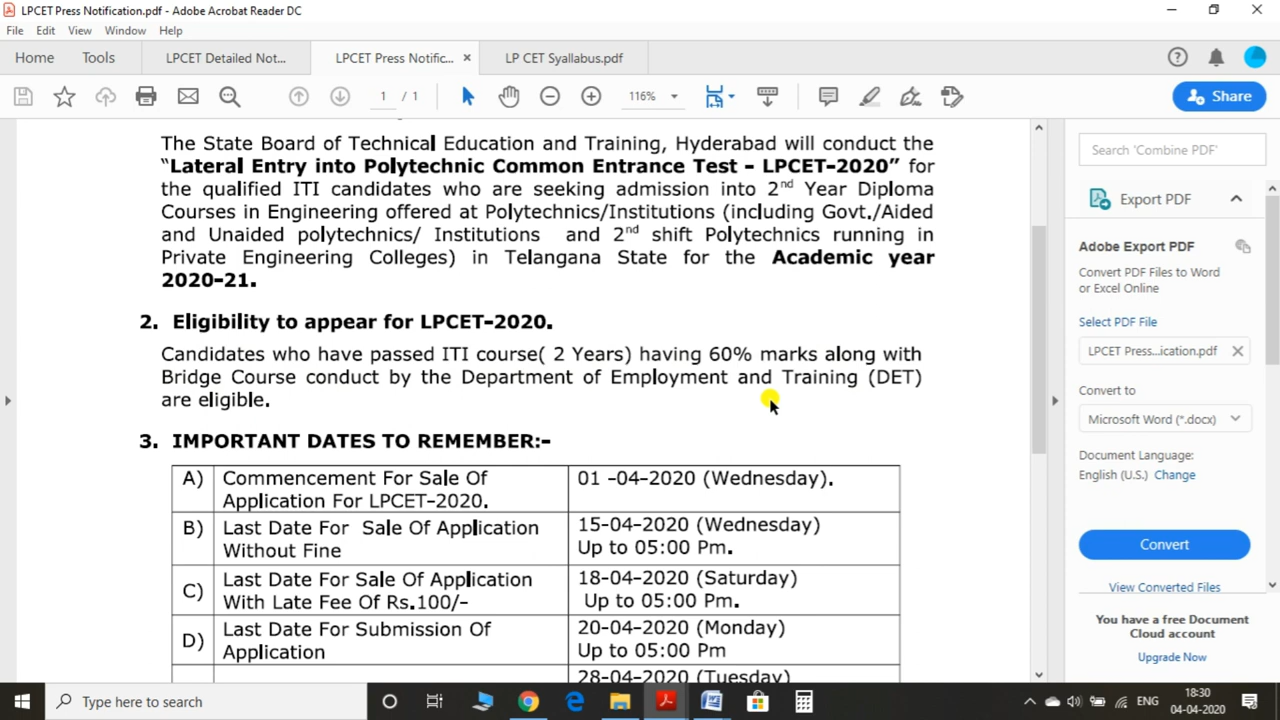 LPCET Press Notification.pdf - Adobe Acrobat Reader DC
File Edit View Window Help
Home Tools LPCET Detailed Not... LPCET Press Notific... × LP CET Syallabus.pdf
1 / 1 116% Share
The State Board of Technical Education and Training, Hyderabad will conduct the
“Lateral Entry into Polytechnic Common Entrance Test – LPCET-2020” for
the qualified ITI candidates who are seeking admission into 2nd Year Diploma
Courses in Engineering offered at Polytechnics/Institutions (including Govt./Aided
and Unaided polytechnics/ Institutions and 2nd shift Polytechnics running in
Private Engineering Colleges) in Telangana State for the Academic year
2020-21.
2. Eligibility to appear for LPCET–2020.
Candidates who have passed ITI course( 2 Years) having 60% marks along with
Bridge Course conduct by the Department of Employment and Training (DET)
are eligible.
3. IMPORTANT DATES TO REMEMBER:-
A) Commencement For Sale Of 01 -04-2020 (Wednesday).
Application For LPCET-2020.
B) Last Date For Sale Of Application 15-04-2020 (Wednesday)
Without Fine Up to 05:00 Pm.
C) Last Date For Sale Of Application 18-04-2020 (Saturday)
With Late Fee Of Rs.100/- Up to 05:00 Pm.
D) Last Date For Submission Of 20-04-2020 (Monday)
Application Up to 05:00 Pm
28-04-2020 (Tuesday)
Search 'Combine PDF'
Export PDF
Adobe Export PDF
Convert PDF Files to Word
or Excel Online
Select PDF File
LPCET Press...ication.pdf
Convert to
Microsoft Word (*.docx)
Document Language:
English (U.S.) Change
Convert
View Converted Files
You have a free Document
Cloud account
Upgrade Now
Type here to search
ENG
18:30
04-04-2020